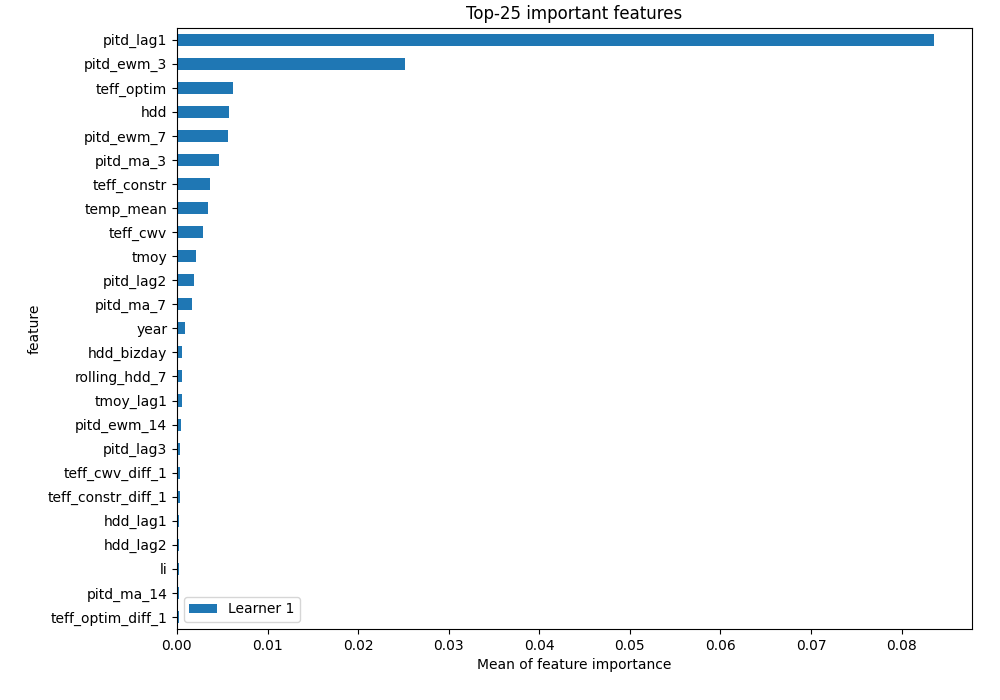 Top-25 important features
pitd_lag1
pitd_ewm_3
teff_optim
hdd
pitd_ewm_7
pitd_ma_3
teff_constr
temp_mean
teff_cwv
tmoy
pitd_lag2
pitd_ma_7
year
hdd_bizday
rolling_hdd_7
tmoy_lag1
pitd_ewm_14
pitd_lag3
teff_cwv_diff_1
teff_constr_diff_1
hdd_lag1
hdd_lag2
li
pitd_ma_14
teff_optim_diff_1
feature
Learner 1
0.00 0.01 0.02 0.03 0.04 0.05 0.06 0.07 0.08
Mean of feature importance